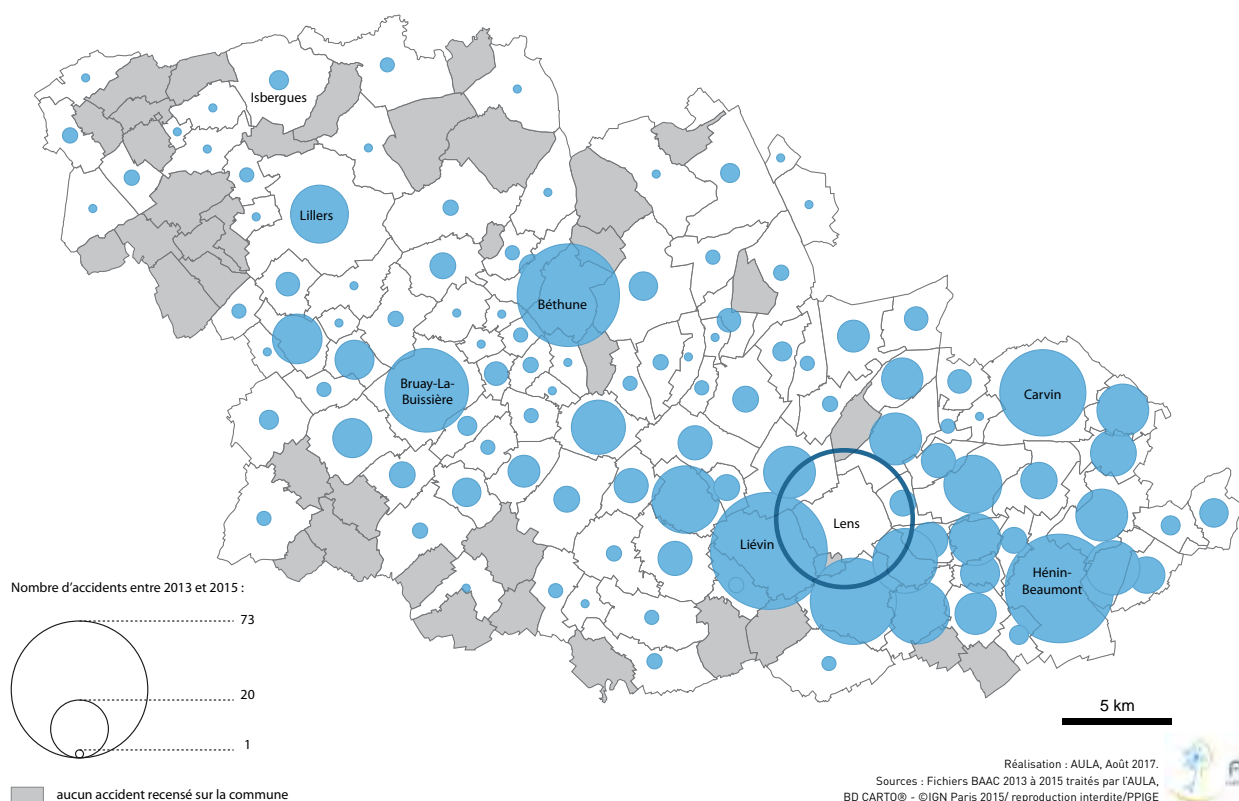 Isbergues
Lillers
Béthune
Bruay-La-
Buissière
Carvin
Lens
Liévin
Hénin-
Beaumont
Nombre d'accidents entre 2013 et 2015 :
73
20
1
aucun accident recensé sur la commune
5 km
Réalisation : AULA, Août 2017.
Sources : Fichiers BAAC 2013 à 2015 traités par l'AULA,
BD CARTO® - ©IGN Paris 2015/ reproduction interdite/PPIGE